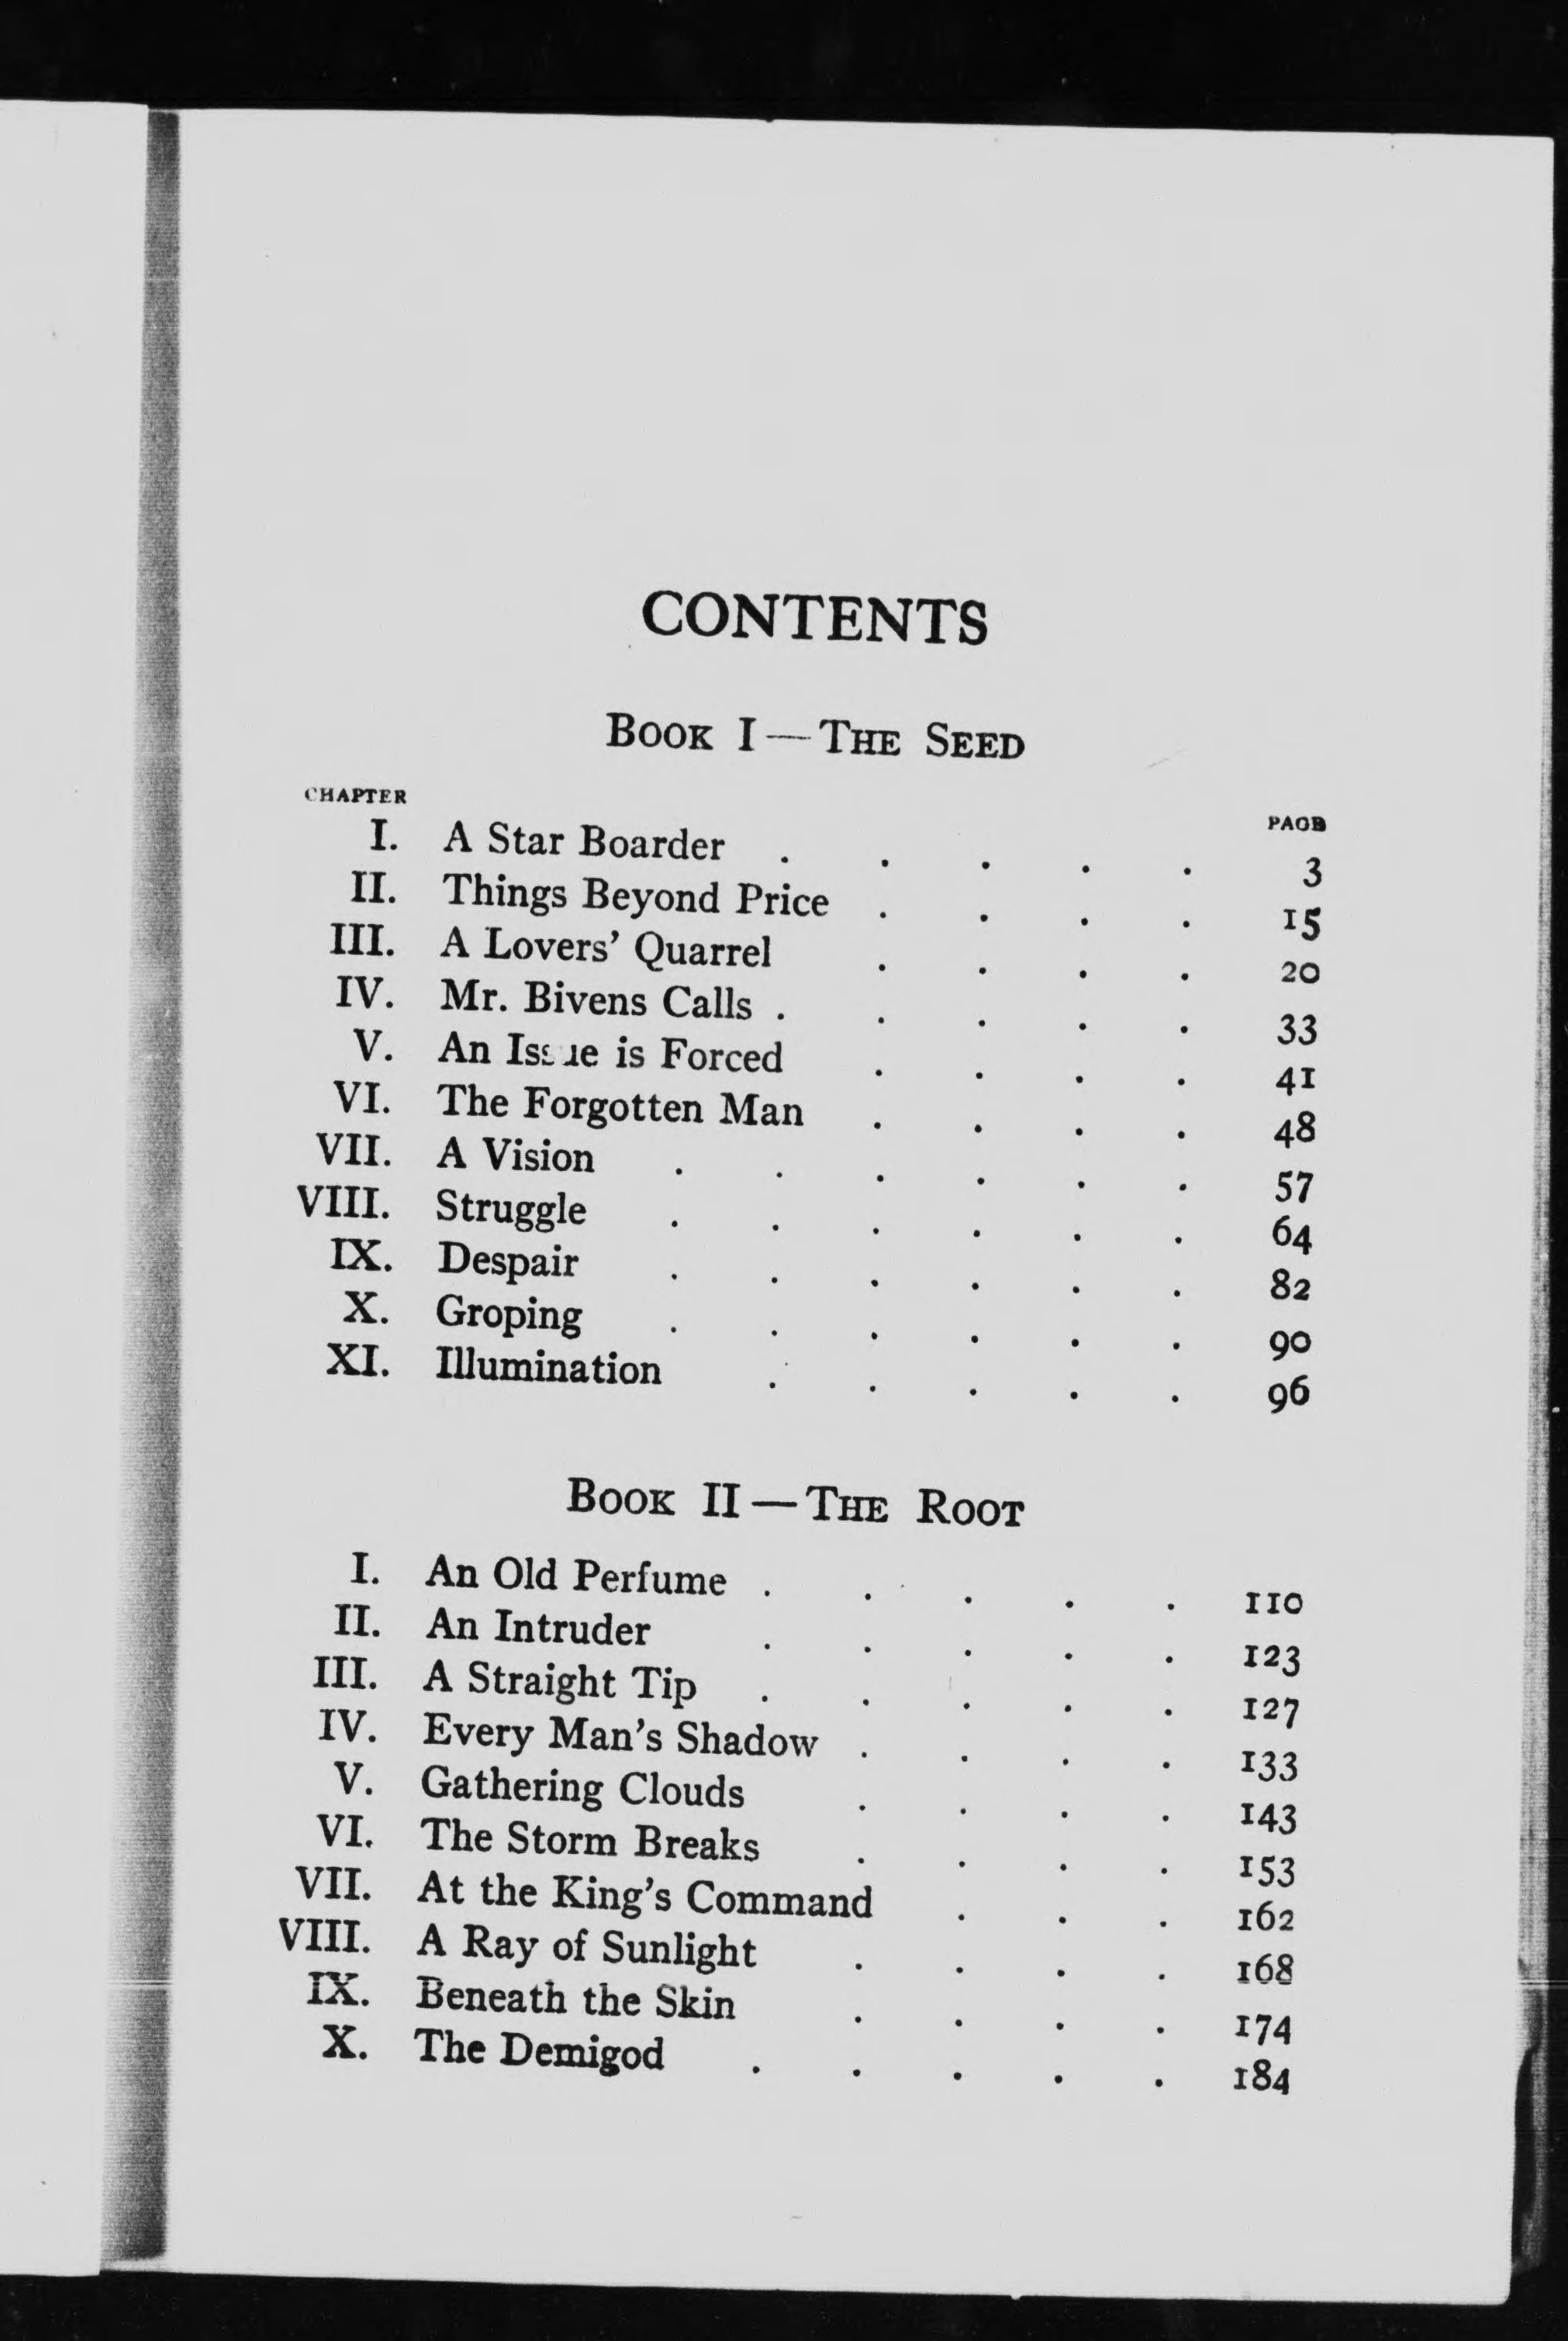 CONTENTS
BOOK I — THE SEED
CHAPTER PAGE
I. A Star Boarder . . . . . 3
II. Things Beyond Price . . . . 15
III. A Lovers' Quarrel . . . . 20
IV. Mr. Bivens Calls . . . . . 33
V. An Issue is Forced . . . . 41
VI. The Forgotten Man . . . . 48
VII. A Vision . . . . . . 57
VIII. Struggle . . . . . . 64
IX. Despair . . . . . . 82
X. Groping . . . . . . 90
XI. Illumination . . . . . 96
BOOK II — THE ROOT
I. An Old Perfume . . . . . 110
II. An Intruder . . . . . 123
III. A Straight Tip . . . . . 127
IV. Every Man's Shadow . . . . 133
V. Gathering Clouds . . . . 143
VI. The Storm Breaks . . . . 153
VII. At the King's Command . . . 162
VIII. A Ray of Sunlight . . . . 168
IX. Beneath the Skin . . . . 174
X. The Demigod . . . . . 184